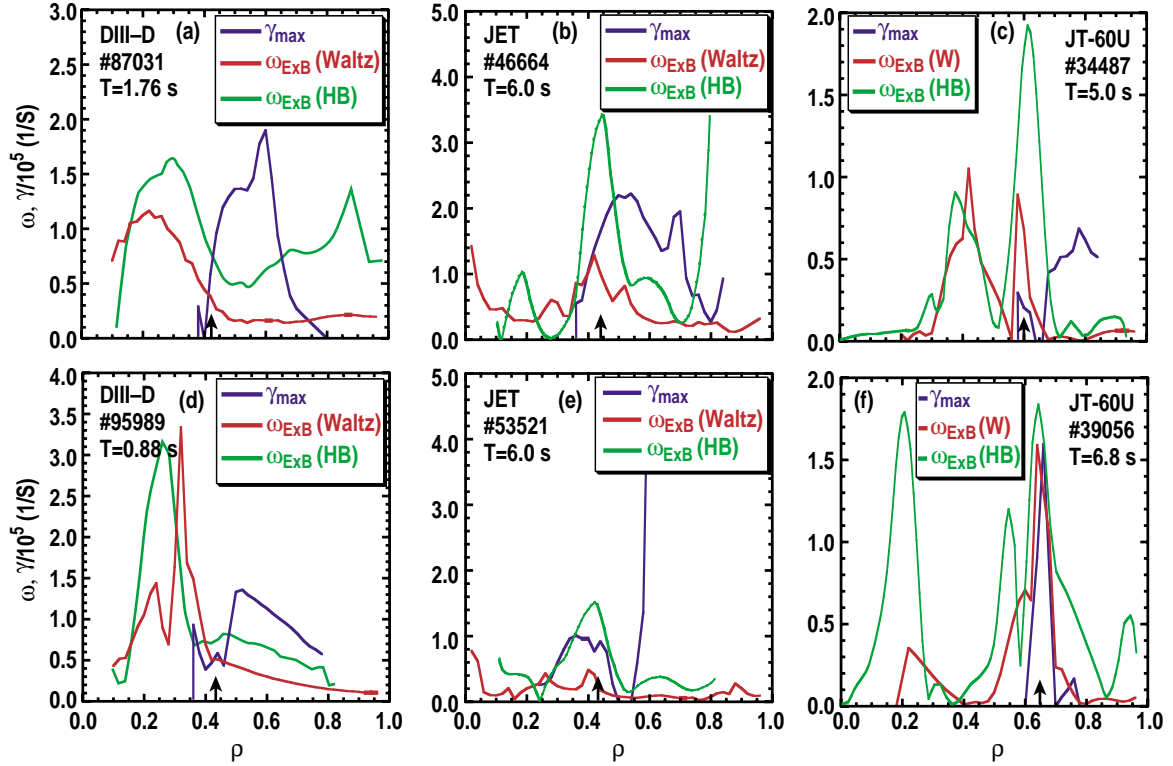 DIII–D
#87031
T=1.76 s
(a)
γmax
ωExB (Waltz)
ωExB (HB)
3.0
2.5
2.0
1.5
1.0
0.5
0.0
ω, γ/10⁵ (1/S)
JET
#46664
T=6.0 s
(b)
γmax
ωExB (Waltz)
ωExB (HB)
5.0
4.0
3.0
2.0
1.0
0.0
γmax
ωExB (W)
ωExB (HB)
(c)
JT-60U
#34487
T=5.0 s
2.0
1.5
1.0
0.5
0.0
DIII–D
#95989
T=0.88 s
(d)
γmax
ωExB (Waltz)
ωExB (HB)
4.0
3.5
3.0
2.5
2.0
1.5
1.0
0.5
0.0
ω, γ/10⁵ (1/S)
0.0 0.2 0.4 0.6 0.8 1.0
ρ
JET
#53521
T=6.0 s
(e)
γmax
ωExB (Waltz)
ωExB (HB)
5.0
4.0
3.0
2.0
1.0
0.0
0.0 0.2 0.4 0.6 0.8 1.0
ρ
γmax
ωExB (W)
ωExB (HB)
(f)
JT-60U
#39056
T=6.8 s
2.0
1.5
1.0
0.5
0.0
0.0 0.2 0.4 0.6 0.8 1.0
ρ